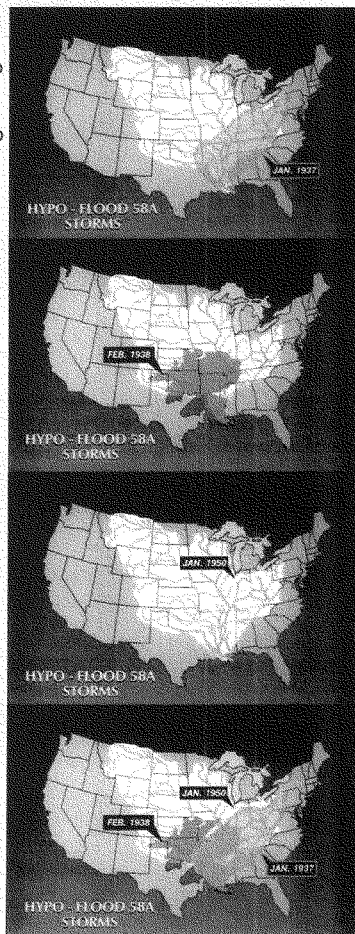 JAN. 1937
HYPO - FLOOD 58A
STORMS
FEB. 1938
HYPO - FLOOD 58A
STORMS
JAN. 1950
HYPO - FLOOD 58A
STORMS
JAN. 1950
FEB. 1938
JAN. 1937
HYPO - FLOOD 58A
STORMS